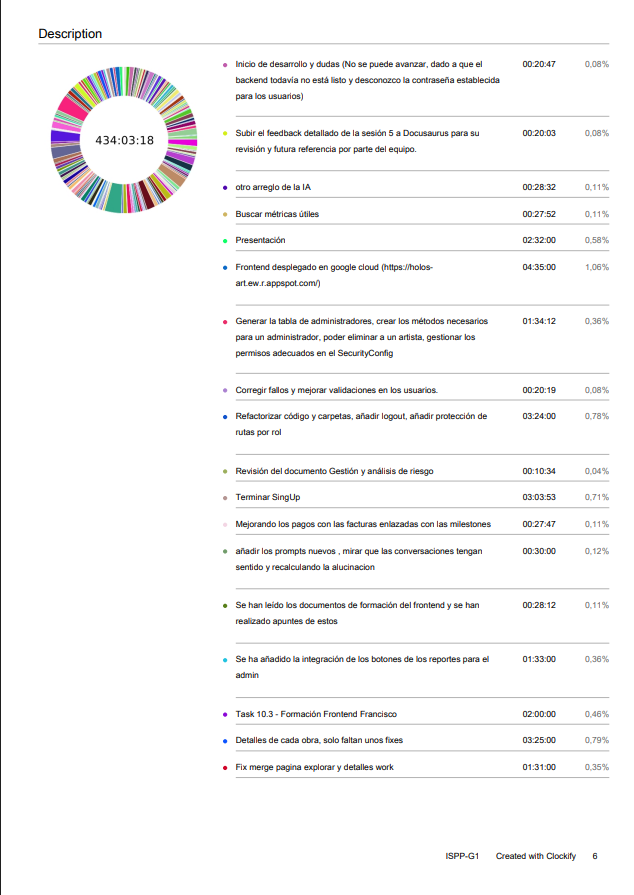 Description
434:03:18
Inicio de desarrollo y dudas (No se puede avanzar, dado a que el 00:20:47 0,08%
backend todavía no está listo y desconozco la contraseña establecida
para los usuarios)
Subir el feedback detallado de la sesión 5 a Docusaurus para su 00:20:03 0,08%
revisión y futura referencia por parte del equipo.
otro arreglo de la IA 00:28:32 0,11%
Buscar métricas útiles 00:27:52 0,11%
Presentación 02:32:00 0,58%
Frontend desplegado en google cloud (https://holos- 04:35:00 1,06%
art.ew.r.appspot.com/)
Generar la tabla de administradores, crear los métodos necesarios 01:34:12 0,36%
para un administrador, poder eliminar a un artista, gestionar los
permisos adecuados en el SecurityConfig
Corregir fallos y mejorar validaciones en los usuarios. 00:20:19 0,08%
Refactorizar código y carpetas, añadir logout, añadir protección de 03:24:00 0,78%
rutas por rol
Revisión del documento Gestión y análisis de riesgo 00:10:34 0,04%
Terminar SingUp 03:03:53 0,71%
Mejorando los pagos con las facturas enlazadas con las milestones 00:27:47 0,11%
añadir los prompts nuevos , mirar que las conversaciones tengan 00:30:00 0,12%
sentido y recalculando la alucinacion
Se han leído los documentos de formación del frontend y se han 00:28:12 0,11%
realizado apuntes de estos
Se ha añadido la integración de los botones de los reportes para el 01:33:00 0,36%
admin
Task 10.3 - Formación Frontend Francisco 02:00:00 0,46%
Detalles de cada obra, solo faltan unos fixes 03:25:00 0,79%
Fix merge pagina explorar y detalles work 01:31:00 0,35%
ISPP-G1 Created with Clockify 6